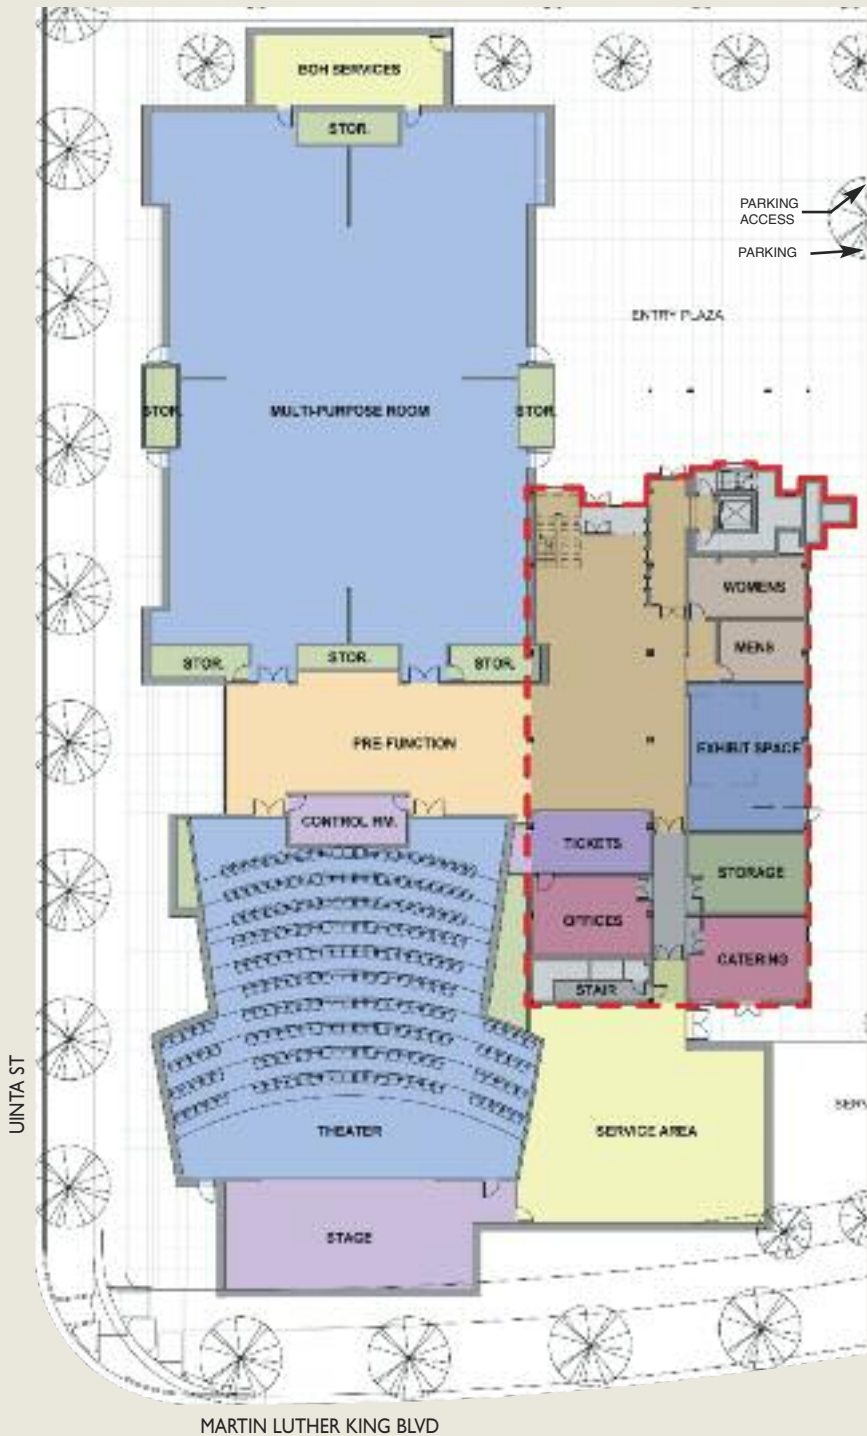 BOH SERVICES
STOR.
PARKING
ACCESS
PARKING
ENTRY PLAZA
STOR.
MULTI-PURPOSE ROOM
STOR.
WOMENS
MENS
STOR.
STOR.
STOR.
PRE-FUNCTION
EXHIBIT SPACE
CONTROL RM.
TICKETS
STORAGE
OFFICES
CATERING
STAIR
UINTA ST
THEATER
SERVICE AREA
SERV
STAGE
MARTIN LUTHER KING BLVD